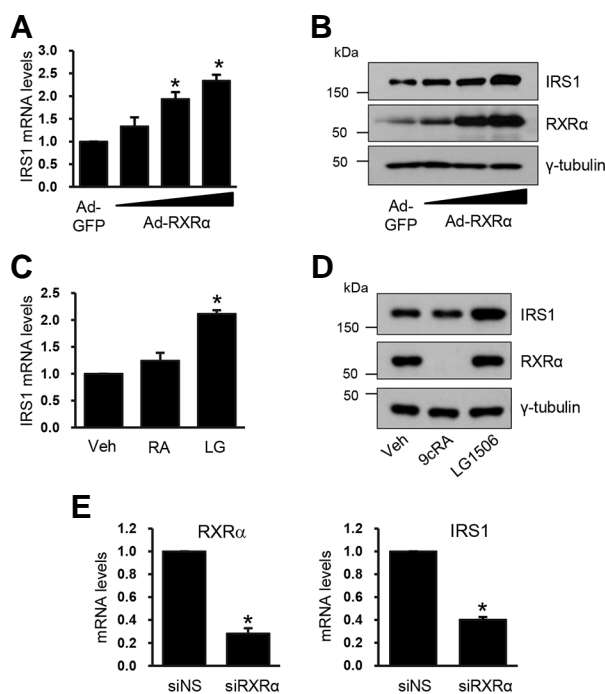 A
IRS1 mRNA levels
3.0
2.5
2.0
1.5
1.0
0.5
0.0
*
*
Ad-
GFP
Ad-RXRα
B
kDa
150
50
50
IRS1
RXRα
γ-tubulin
Ad-
GFP
Ad-RXRα
C
IRS1 mRNA levels
2.5
2.0
1.5
1.0
0.5
0.0
*
Veh
RA
LG
D
kDa
150
50
50
IRS1
RXRα
γ-tubulin
Veh
9cRA
LG1506
E
RXRα
mRNA levels
1.2
1.0
0.8
0.6
0.4
0.2
0.0
*
siNS
siRXRα
IRS1
mRNA levels
1.2
1.0
0.8
0.6
0.4
0.2
0.0
*
siNS
siRXRα